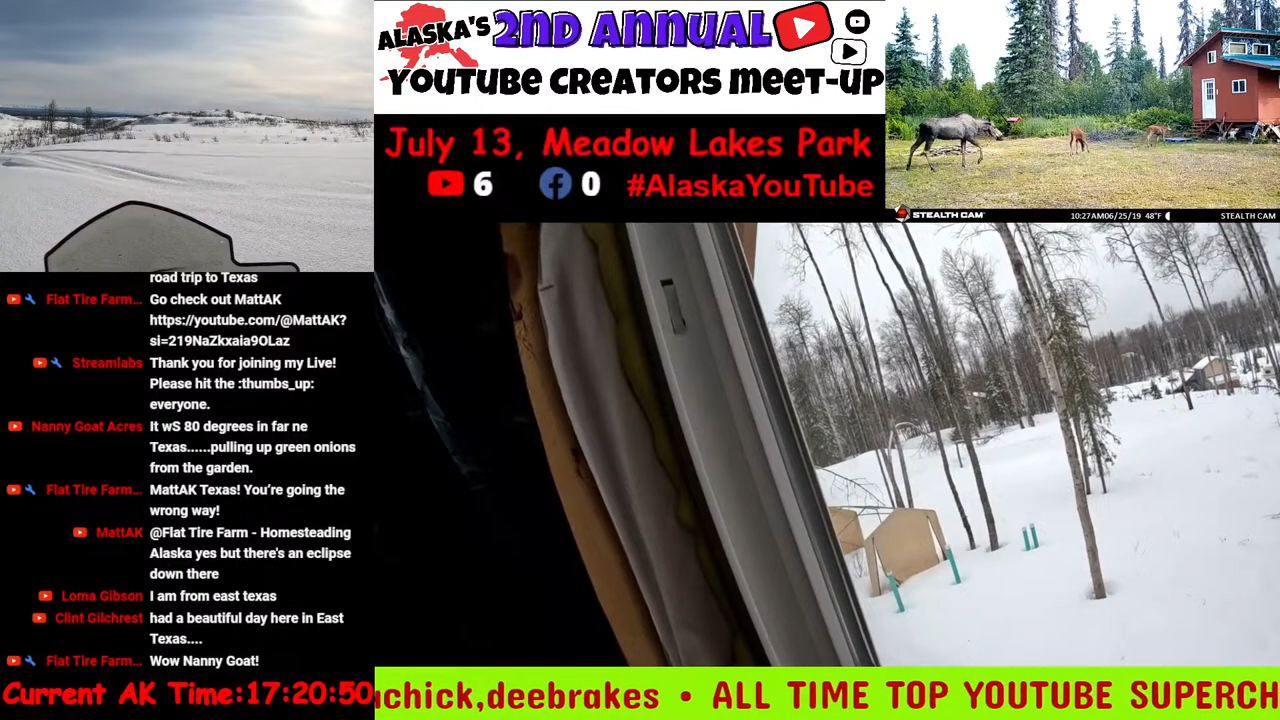 ALASKA'S 2ND ANNUAL
YOUTUBE CREATORS MEET-UP
July 13, Meadow Lakes Park
6 0 #AlaskaYouTube
STEALTH CAM 10:27AM 06/25/19 48°F STEALTH CAM
road trip to Texas
Flat Tire Farm... Go check out MattAK
https://youtube.com/@MattAK?
si=219NaZkxaia9OLaz
Streamlabs Thank you for joining my Live!
Please hit the :thumbs_up:
everyone.
Nanny Goat Acres It wS 80 degrees in far ne
Texas......pulling up green onions
from the garden.
Flat Tire Farm... MattAK Texas! You're going the
wrong way!
MattAK @Flat Tire Farm - Homesteading
Alaska yes but there's an eclipse
down there
Loma Gibson I am from east texas
Clint Gilchrest had a beautiful day here in East
Texas....
Flat Tire Farm... Wow Nanny Goat!
Current AK Time:17:20:50
chick,deebrakes • ALL TIME TOP YOUTUBE SUPERCH